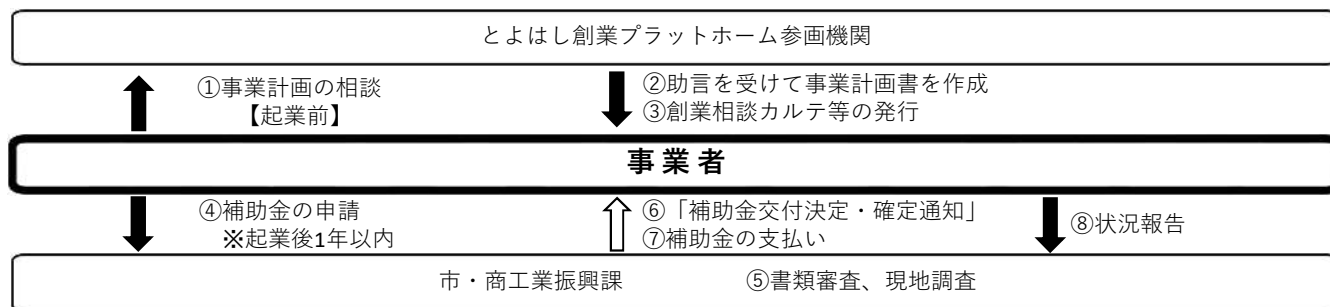 とよはし創業プラットホーム参画機関
①事業計画の相談
【起業前】
②助言を受けて事業計画書を作成
③創業相談カルテ等の発行
事業者
④補助金の申請
※起業後1年以内
⑥「補助金交付決定・確定通知」
⑦補助金の支払い
⑧状況報告
市・商工業振興課
⑤書類審査、現地調査